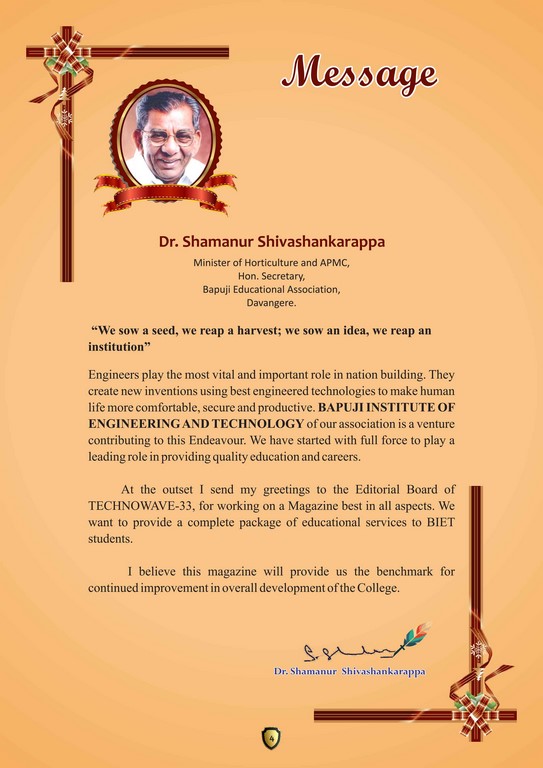 Message
Dr. Shamanur Shivashankarappa
Minister of Horticulture and APMC,
Hon. Secretary,
Bapuji Educational Association,
Davangere.
“We sow a seed, we reap a harvest; we sow an idea, we reap an
institution”
Engineers play the most vital and important role in nation building. They
create new inventions using best engineered technologies to make human
life more comfortable, secure and productive. BAPUJI INSTITUTE OF
ENGINEERING AND TECHNOLOGY of our association is a venture
contributing to this Endeavour. We have started with full force to play a
leading role in providing quality education and careers.
At the outset I send my greetings to the Editorial Board of
TECHNOWAVE-33, for working on a Magazine best in all aspects. We
want to provide a complete package of educational services to BIET
students.
I believe this magazine will provide us the benchmark for
continued improvement in overall development of the College.
Dr. Shamanur Shivashankarappa
4